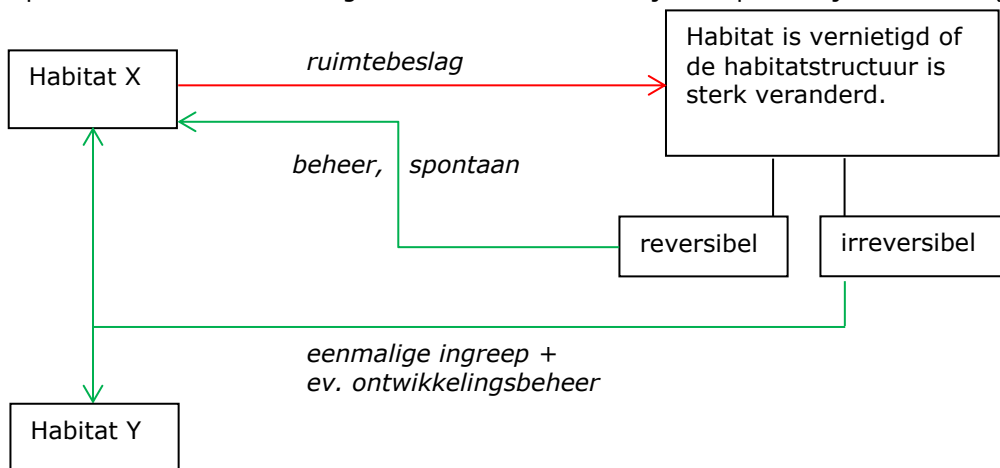 ruimtebeslag
Habitat X
Habitat is vernietigd of
de habitatstructuur is
sterk veranderd.
beheer, spontaan
reversibel
irreversibel
eenmalige ingreep +
ev. ontwikkelingsbeheer
Habitat Y